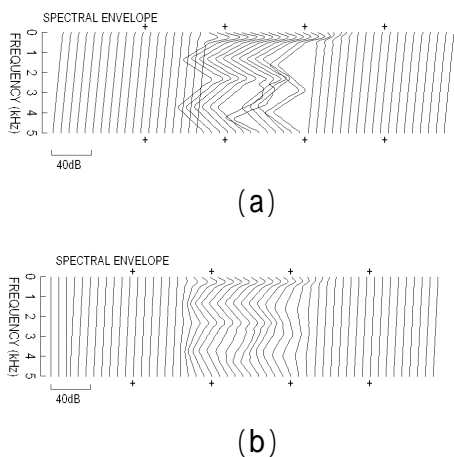 SPECTRAL ENVELOPE
FREQUENCY (kHz)
0
1
2
3
4
5
40dB
(a)
SPECTRAL ENVELOPE
FREQUENCY (kHz)
0
1
2
3
4
5
40dB
(b)